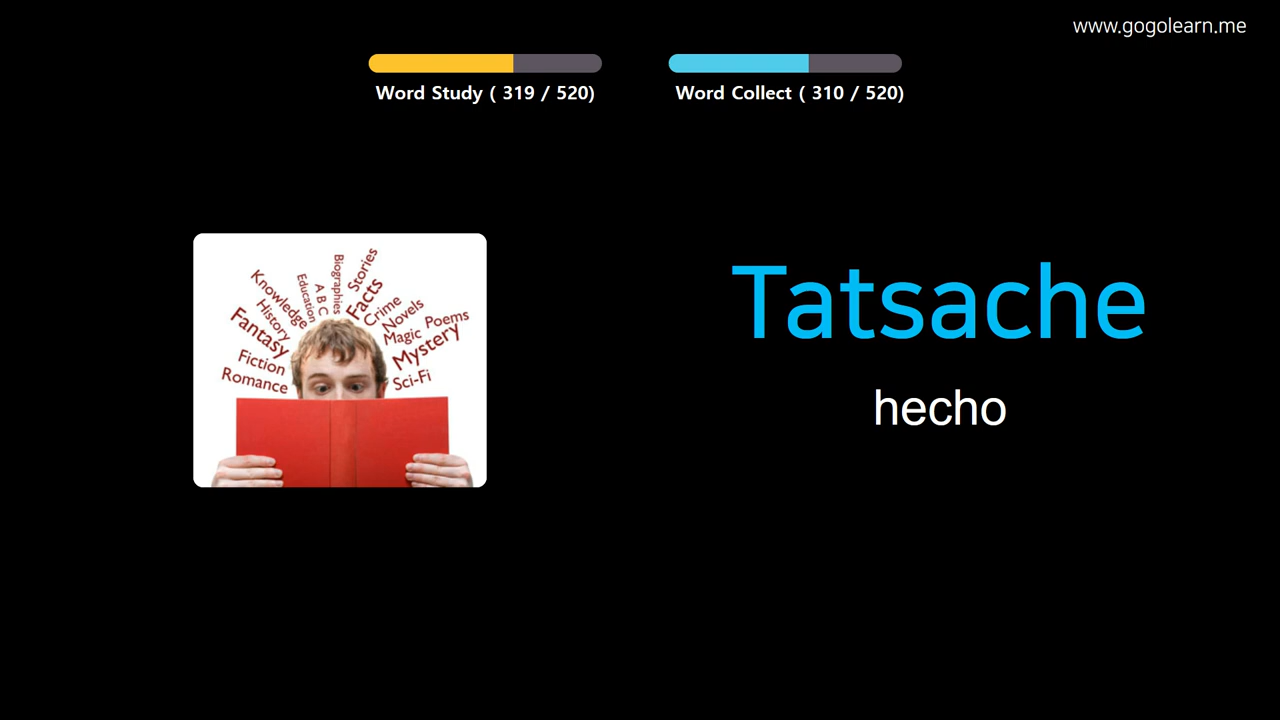 www.gogolearn.me
Word Study ( 319 / 520)
Word Collect ( 310 / 520)
Knowledge
History
Fantasy
Fiction
Romance
Education
A B C
Biographies
Stories
Facts
Crime
Novels
Magic
Poems
Mystery
Sci-Fi
Tatsache
hecho